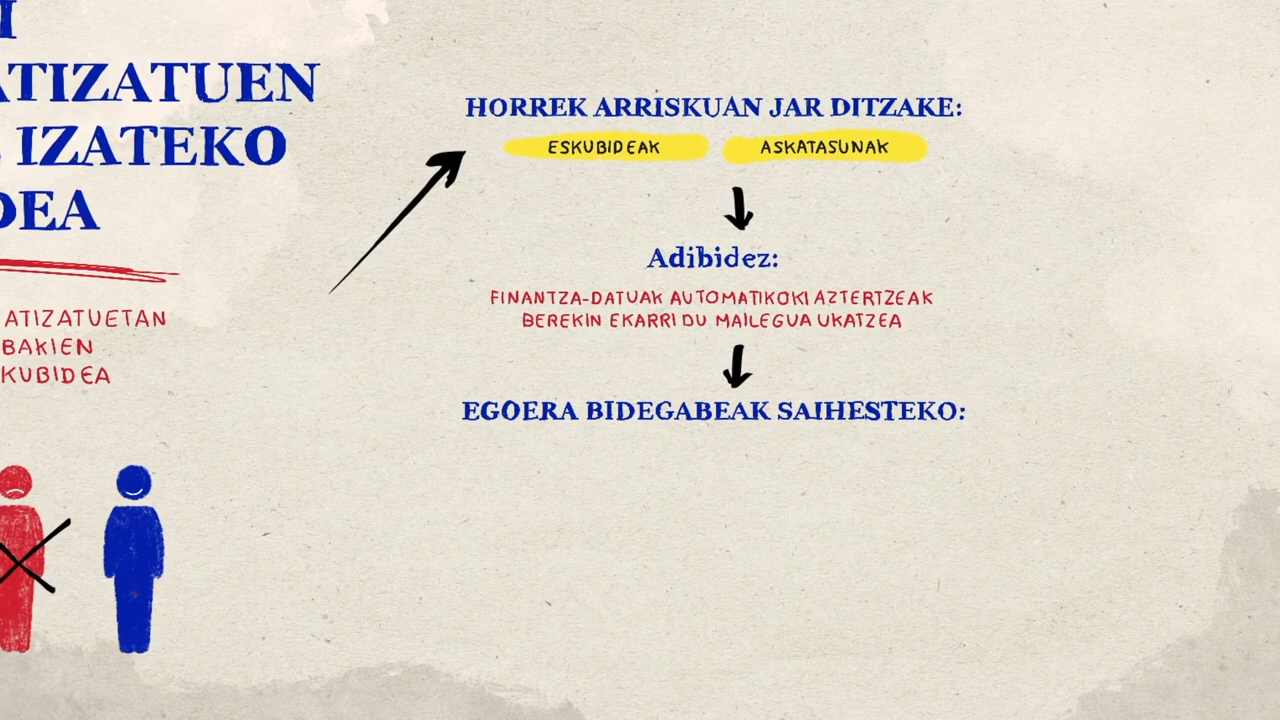 I
ATIZATUEN
IZATEKO
DEA
ATIZATUETAN
BAKIEN
KUBIDEA
HORREK ARRISKUAN JAR DITZAKE:
ESKUBIDEAK ASKATASUNAK
Adibidez:
FINANTZA-DATUAK AUTOMATIKOKI AZTERTZEAK
BEREKIN EKARRI DU MAILEGUA UKATZEA
EGOERA BIDEGABEAK SAIHESTEKO: